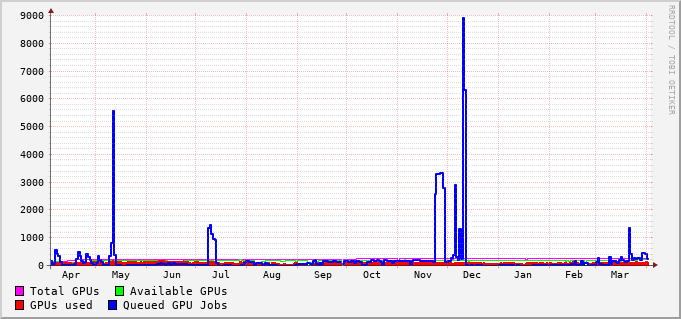 9000
8000
7000
6000
5000
4000
3000
2000
1000
0
Apr May Jun Jul Aug Sep Oct Nov Dec Jan Feb Mar
Total GPUs Available GPUs
GPUs used Queued GPU Jobs
RRDTOOL / TOBI OETIKER